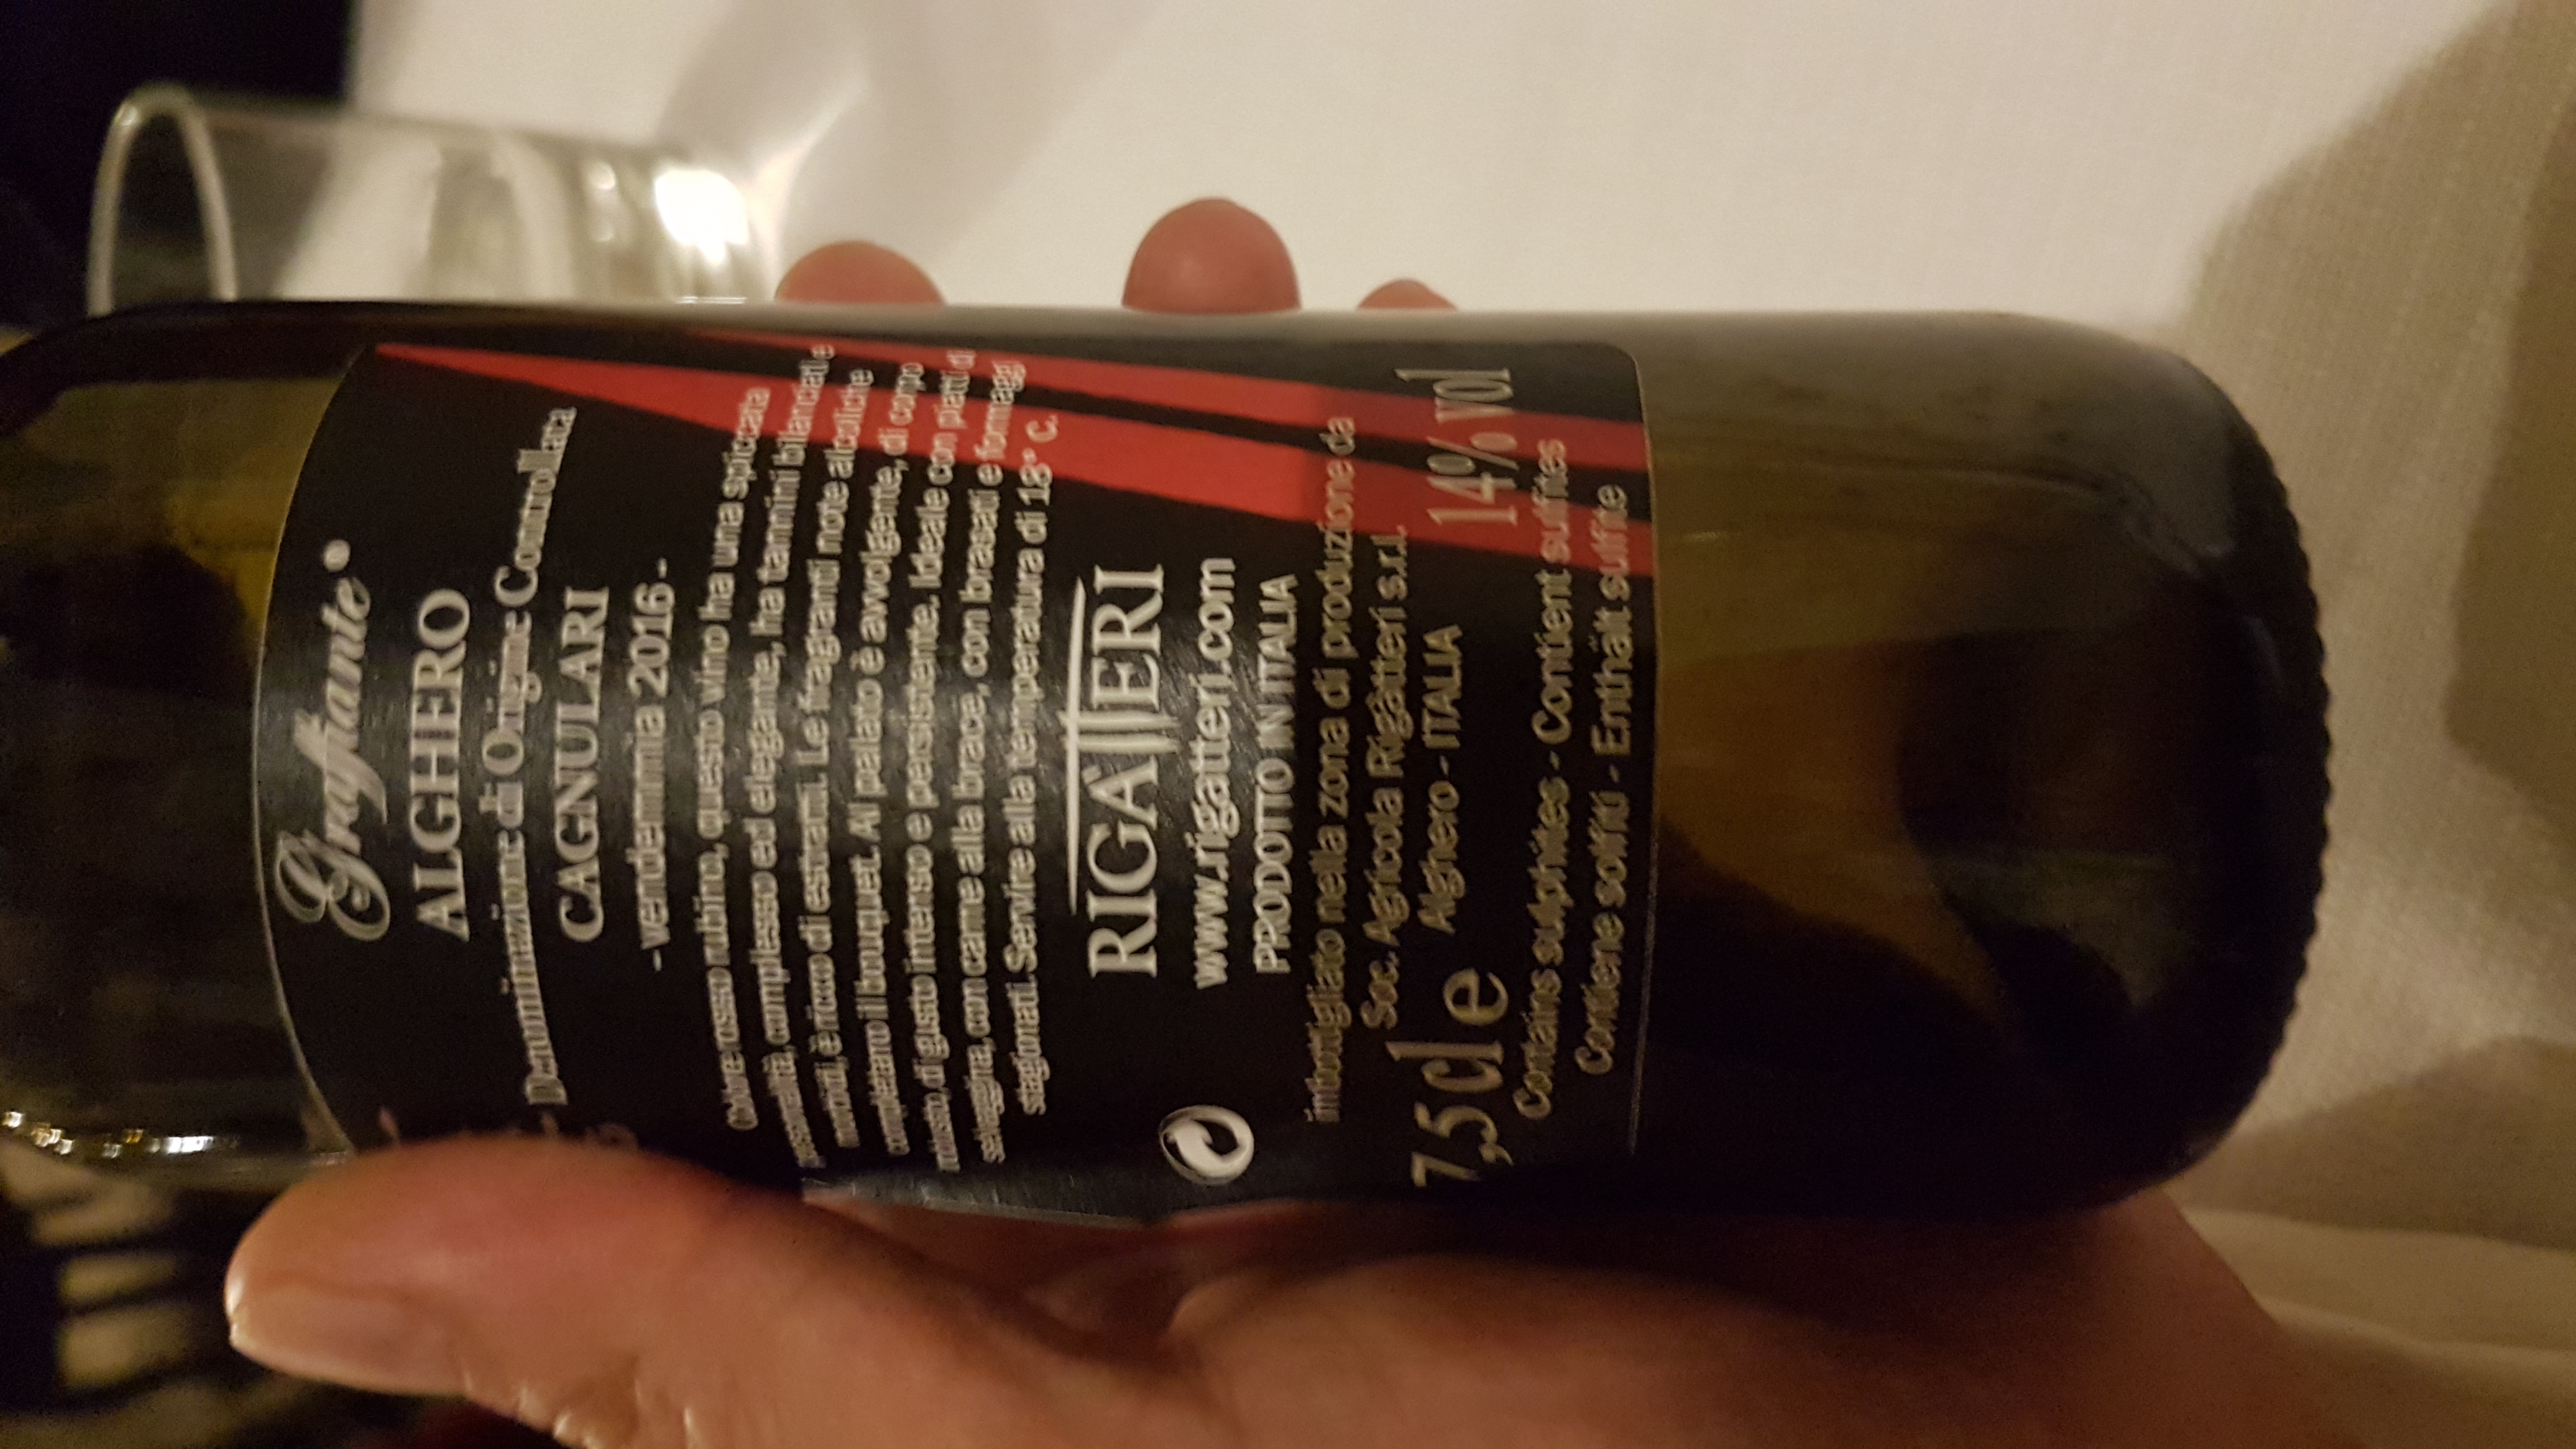 Graffiante
ALGHERO
Denominazione di Origine Controllata
CAGNULARI
- vendemmia 2016 -
Colore rosso rubino, questo vino ha una spiccata
personalità, complesso ed elegante, ha tannini bilanciati e
morbidi, è ricco di estratti. Le fragranti note alcoliche
completano il bouquet. Al palato è avvolgente, di corpo
robusto, di gusto intenso e persistente. Ideale con piatti di
selvaggina, con carne alla brace, con brasati e formaggi
stagionati. Servire alla temperatura di 18° C.
RIGÀTTERI
www.rigatteri.com
PRODOTTO IN ITALIA
imbottigliato nella zona di produzione da
Soc. Agricola Rigàtteri s.r.l.
Alghero - ITALIA
7,5 cl e 14% vol
Contains sulphites - Contient sulfites
Contiene solfiti - Enthält sulfite